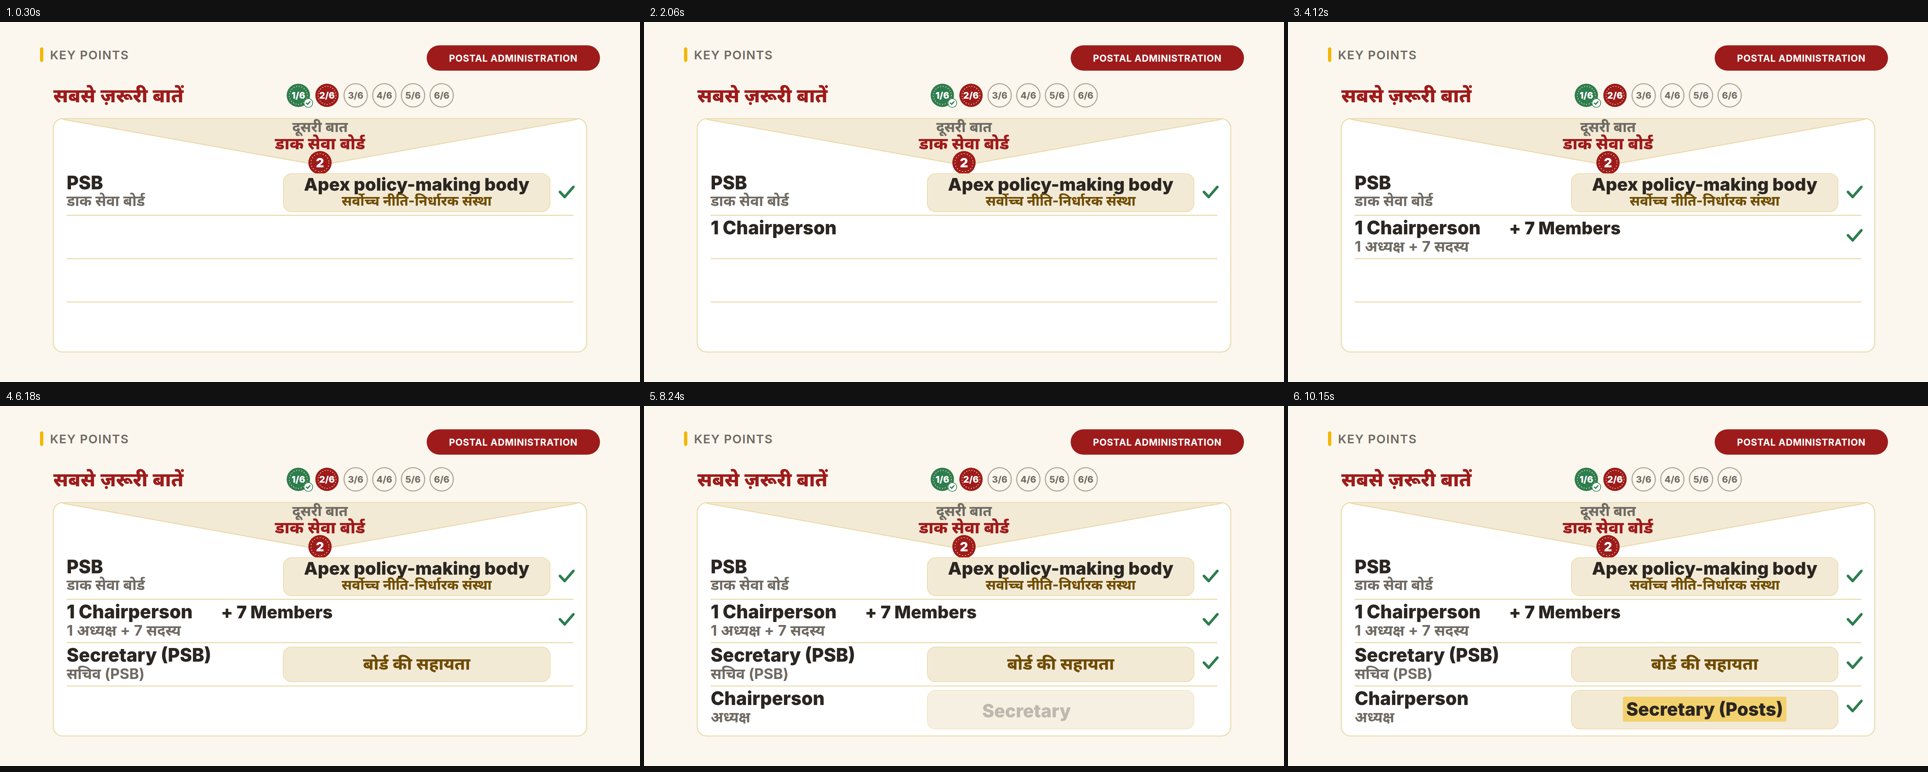 1. 0.30s
KEY POINTS
POSTAL ADMINISTRATION
सबसे ज़रूरी बातें
1/6 2/6 3/6 4/6 5/6 6/6
दूसरी बात
डाक सेवा बोर्ड
2
PSB
डाक सेवा बोर्ड
Apex policy-making body
सर्वोच्च नीति-निर्धारक संस्था
2. 2.06s
KEY POINTS
POSTAL ADMINISTRATION
सबसे ज़रूरी बातें
1/6 2/6 3/6 4/6 5/6 6/6
दूसरी बात
डाक सेवा बोर्ड
2
PSB
डाक सेवा बोर्ड
Apex policy-making body
सर्वोच्च नीति-निर्धारक संस्था
1 Chairperson
3. 4.12s
KEY POINTS
POSTAL ADMINISTRATION
सबसे ज़रूरी बातें
1/6 2/6 3/6 4/6 5/6 6/6
दूसरी बात
डाक सेवा बोर्ड
2
PSB
डाक सेवा बोर्ड
Apex policy-making body
सर्वोच्च नीति-निर्धारक संस्था
1 Chairperson + 7 Members
1 अध्यक्ष + 7 सदस्य
4. 6.18s
KEY POINTS
POSTAL ADMINISTRATION
सबसे ज़रूरी बातें
1/6 2/6 3/6 4/6 5/6 6/6
दूसरी बात
डाक सेवा बोर्ड
2
PSB
डाक सेवा बोर्ड
Apex policy-making body
सर्वोच्च नीति-निर्धारक संस्था
1 Chairperson + 7 Members
1 अध्यक्ष + 7 सदस्य
Secretary (PSB)
सचिव (PSB)
बोर्ड की सहायता
5. 8.24s
KEY POINTS
POSTAL ADMINISTRATION
सबसे ज़रूरी बातें
1/6 2/6 3/6 4/6 5/6 6/6
दूसरी बात
डाक सेवा बोर्ड
2
PSB
डाक सेवा बोर्ड
Apex policy-making body
सर्वोच्च नीति-निर्धारक संस्था
1 Chairperson + 7 Members
1 अध्यक्ष + 7 सदस्य
Secretary (PSB)
सचिव (PSB)
बोर्ड की सहायता
Chairperson
अध्यक्ष
Secretary
6. 10.15s
KEY POINTS
POSTAL ADMINISTRATION
सबसे ज़रूरी बातें
1/6 2/6 3/6 4/6 5/6 6/6
दूसरी बात
डाक सेवा बोर्ड
2
PSB
डाक सेवा बोर्ड
Apex policy-making body
सर्वोच्च नीति-निर्धारक संस्था
1 Chairperson + 7 Members
1 अध्यक्ष + 7 सदस्य
Secretary (PSB)
सचिव (PSB)
बोर्ड की सहायता
Chairperson
अध्यक्ष
Secretary (Posts)